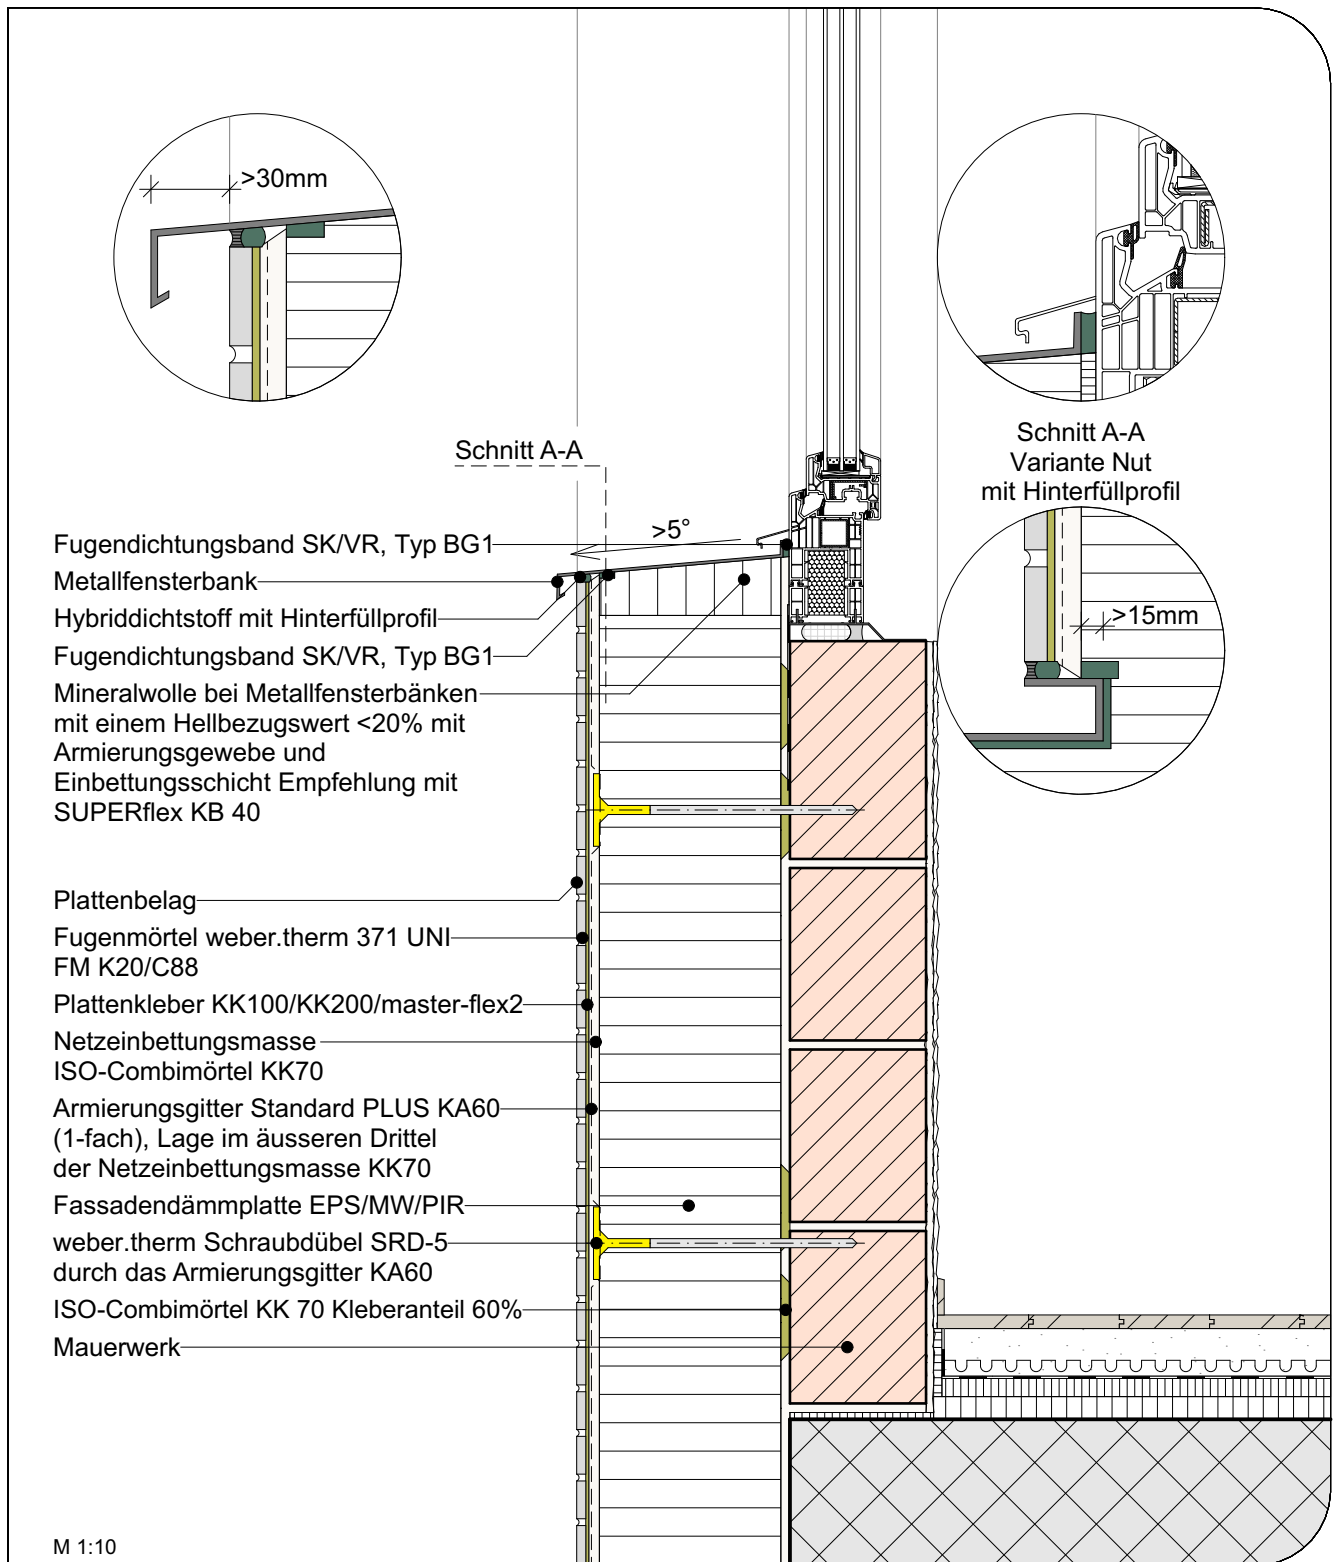 >30mm
Schnitt A-A
Variante Nut
mit Hinterfüllprofil
>15mm
Schnitt A-A
>5°
Fugendichtungsband SK/VR, Typ BG1
Metallfensterbank
Hybriddichtstoff mit Hinterfüllprofil
Fugendichtungsband SK/VR, Typ BG1
Mineralwolle bei Metallfensterbänken
mit einem Hellbezugswert <20% mit
Armierungsgewebe und
Einbettungsschicht Empfehlung mit
SUPERflex KB 40
Plattenbelag
Fugenmörtel weber.therm 371 UNI
FM K20/C88
Plattenkleber KK100/KK200/master-flex2
Netzeinbettungsmasse
ISO-Combimörtel KK70
Armierungsgitter Standard PLUS KA60
(1-fach), Lage im äusseren Drittel
der Netzeinbettungsmasse KK70
Fassadendämmplatte EPS/MW/PIR
weber.therm Schraubdübel SRD-5
durch das Armierungsgitter KA60
ISO-Combimörtel KK 70 Kleberanteil 60%
Mauerwerk
M 1:10